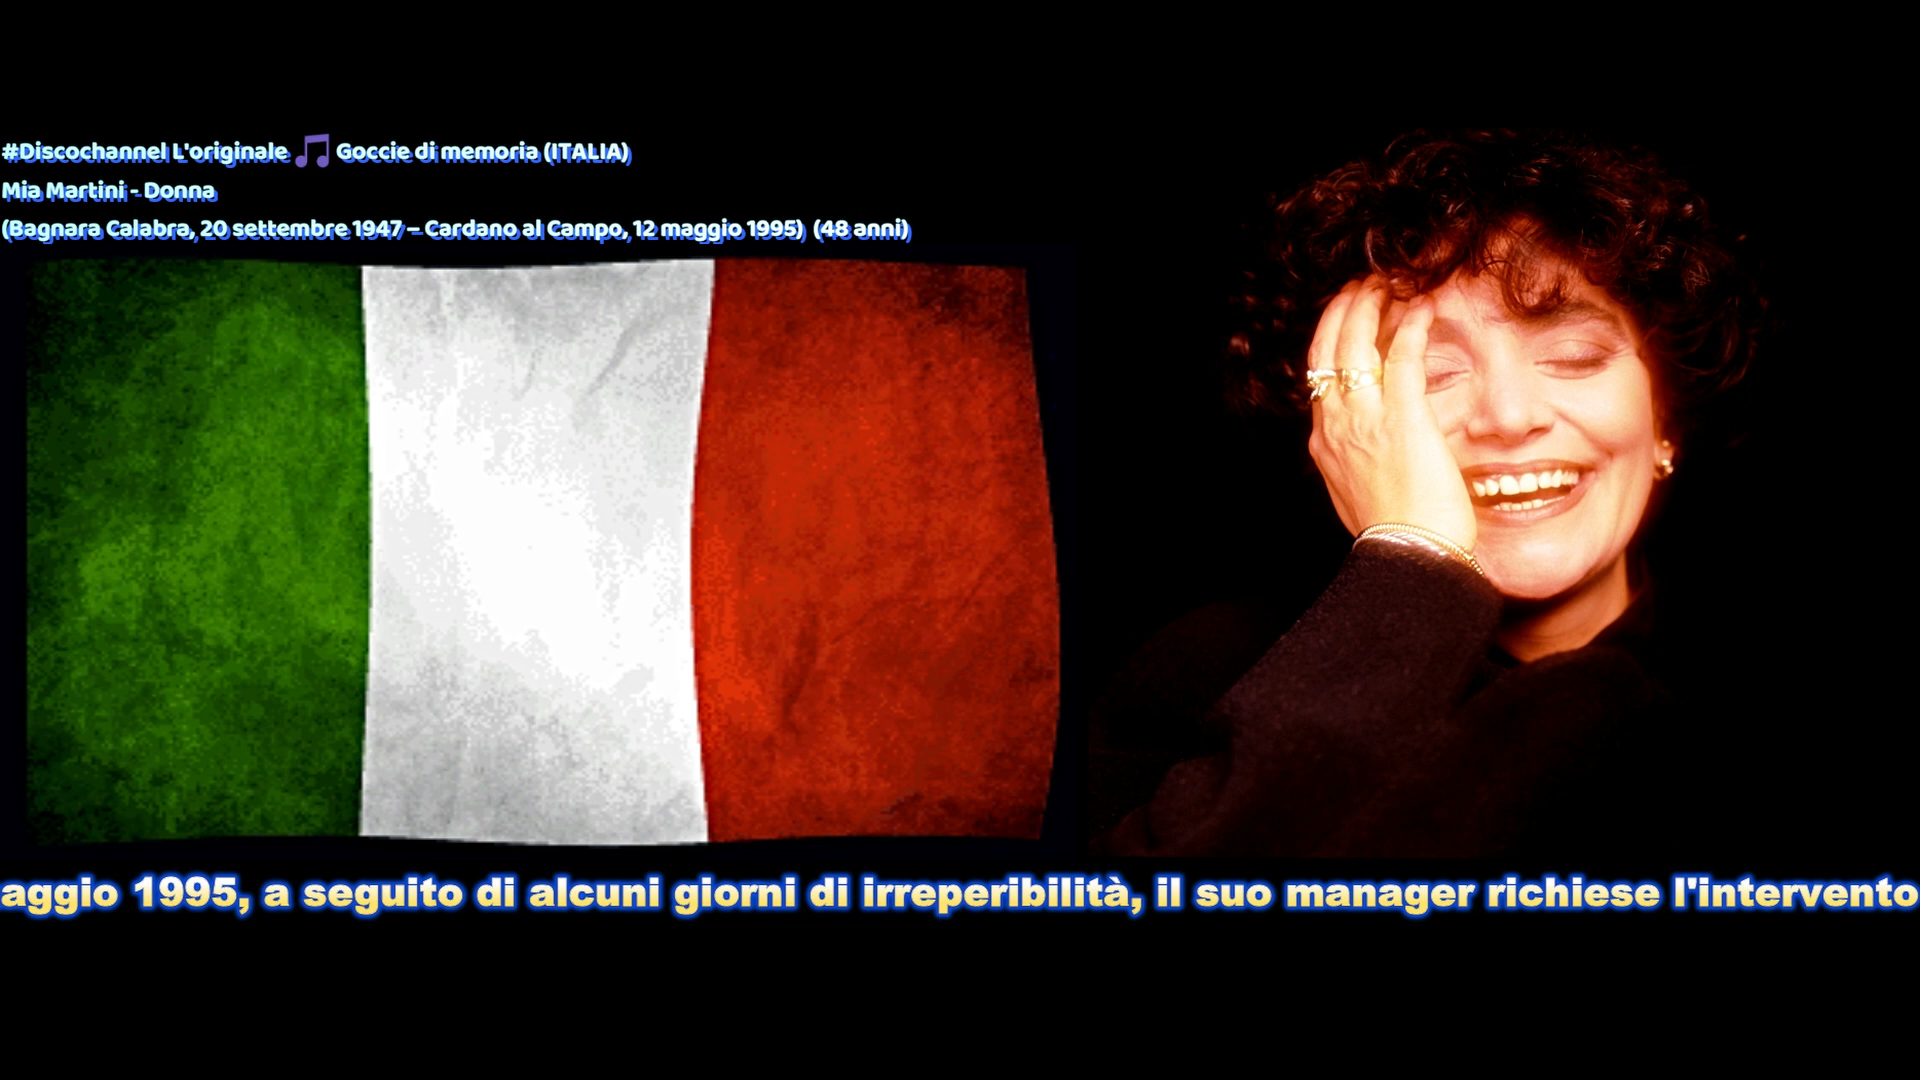 #Discochannel L'originale 🎵 Goccie di memoria (ITALIA)
Mia Martini - Donna
(Bagnara Calabra, 20 settembre 1947 – Cardano al Campo, 12 maggio 1995) (48 anni)
aggio 1995, a seguito di alcuni giorni di irreperibilità, il suo manager richiese l'intervento